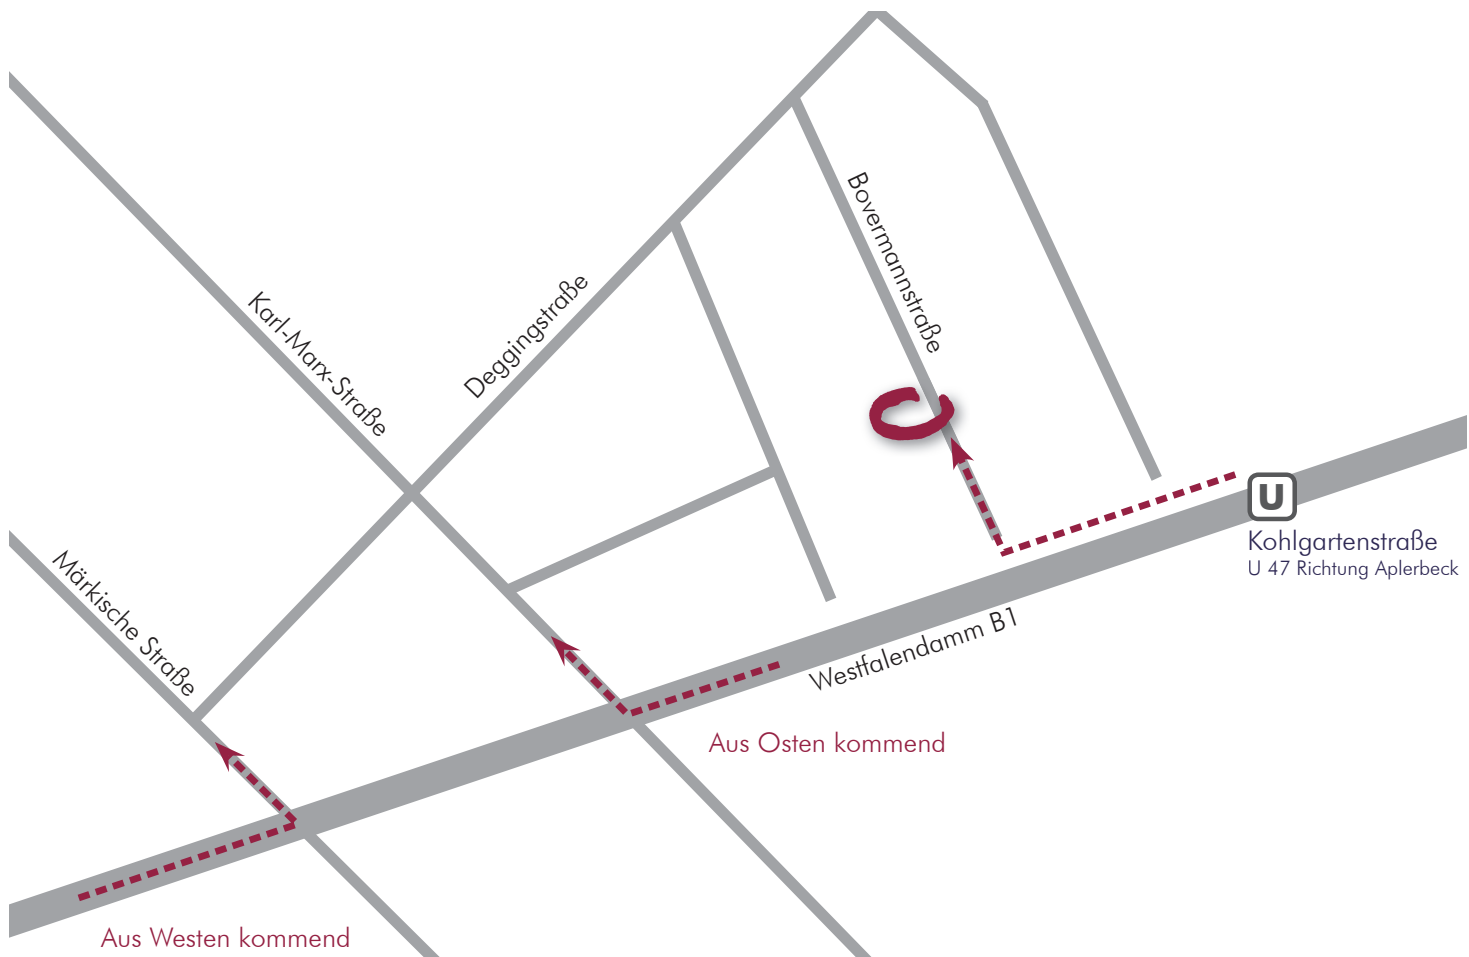 Bovermannstraße
Karl-Marx-Straße
Deggingstraße
U
Kohlgartenstraße
U 47 Richtung Aplerbeck
Märkische Straße
Westfalendamm B1
Aus Osten kommend
Aus Westen kommend